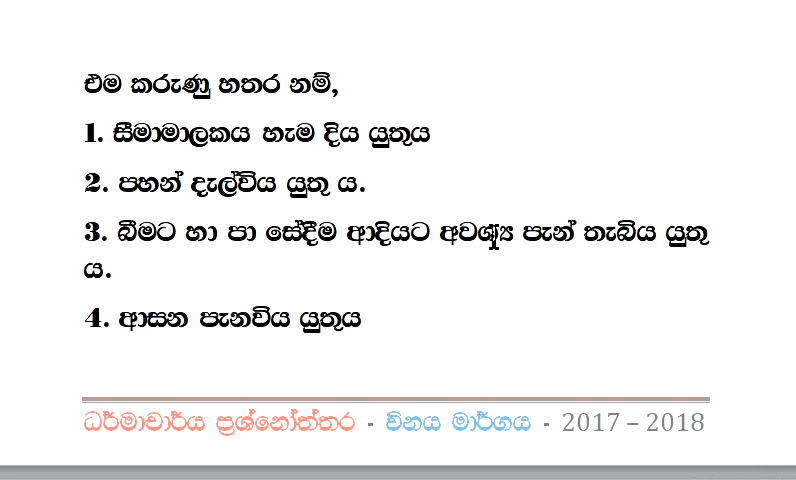 එම කරුණු හතර නම්,
1. සීමාමාලකය හැම දිය යුතුය
2. පහන් දැල්විය යුතු ය.
3. බීමට හා පා සේදීම ආදියට අවශ්‍ය පැන් තැබිය යුතු
ය.
4. ආසන පැනවිය යුතුය
ධර්මාචාර්ය ප්‍රශ්නෝත්තර - විනය මාර්ගය - 2017 – 2018